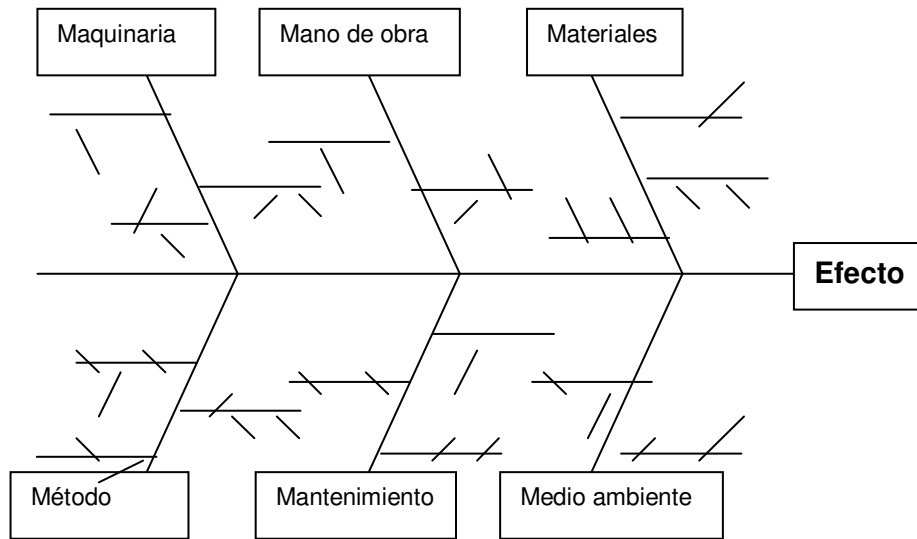 Maquinaria
Mano de obra
Materiales
Efecto
Método
Mantenimiento
Medio ambiente